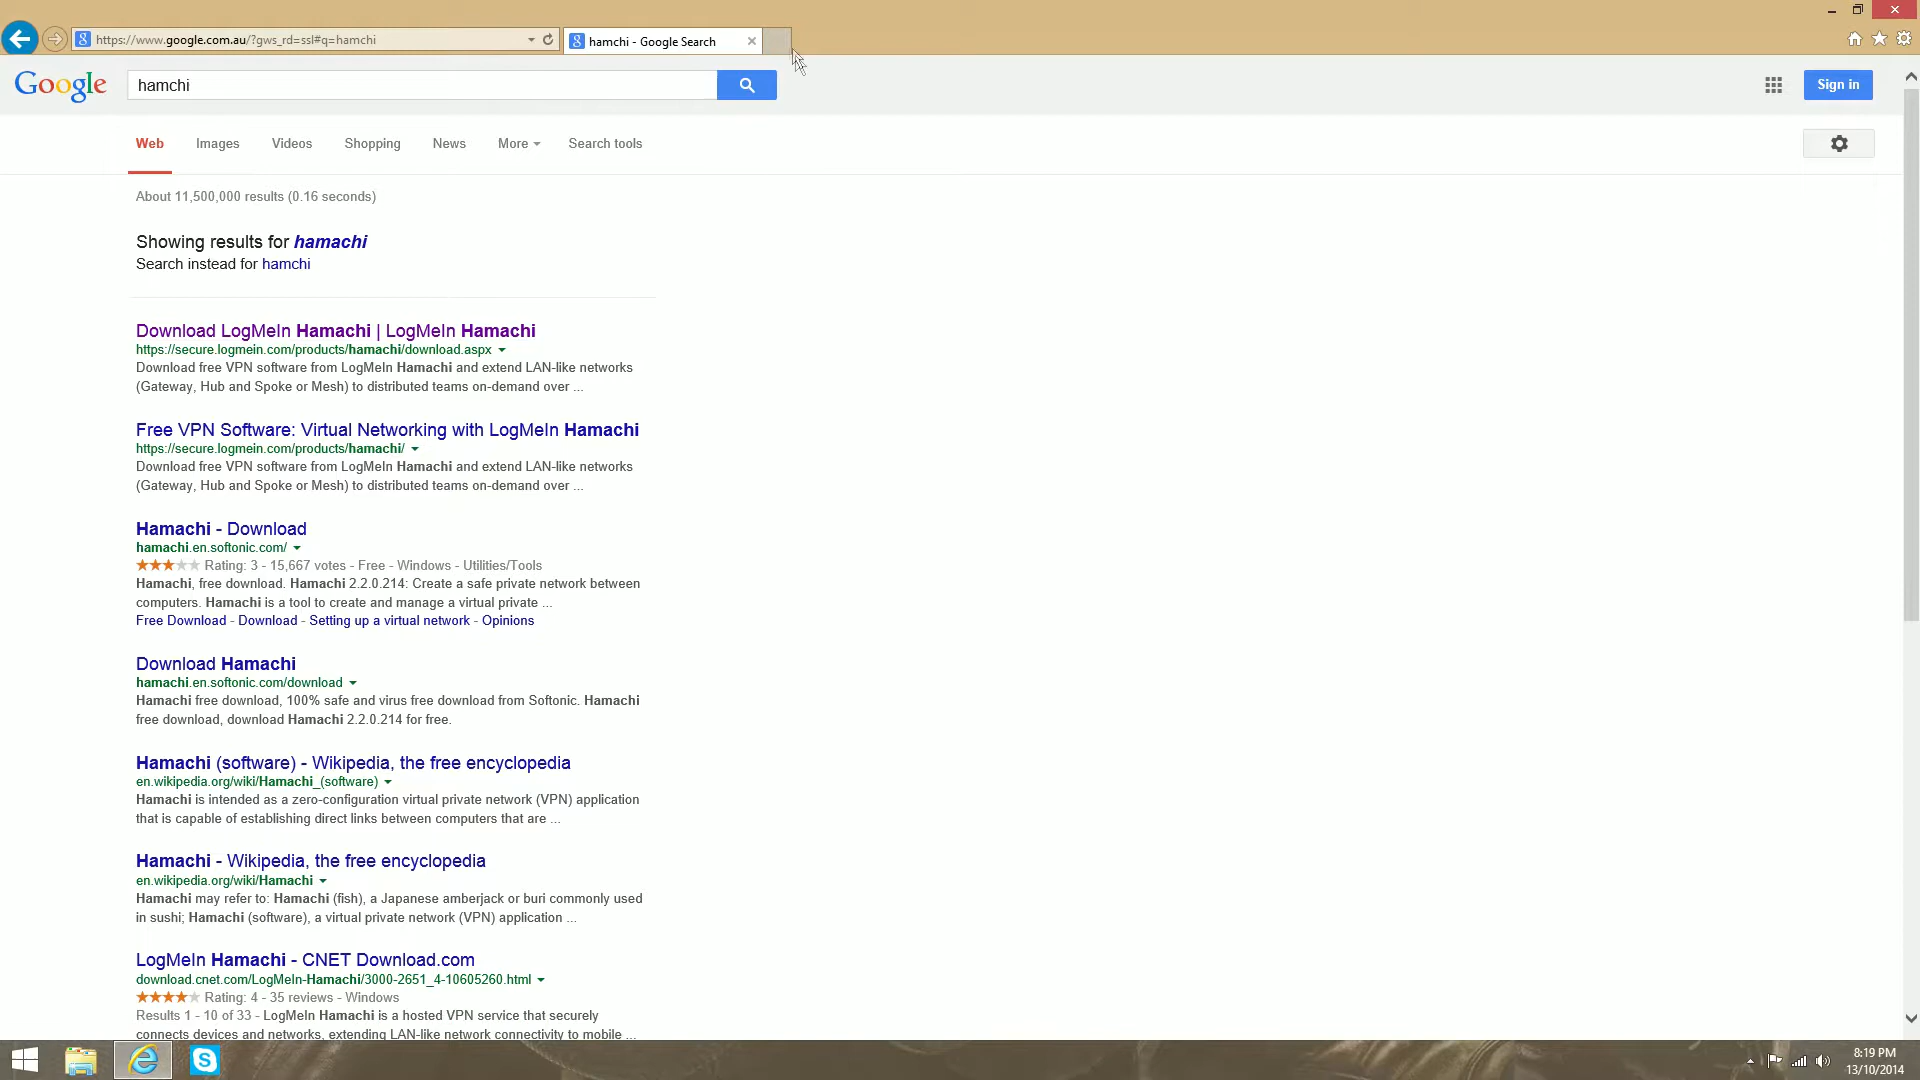 https://www.google.com.au/?gws_rd=ssl#q=hamchi
hamchi - Google Search
Google
hamchi
Sign in
Web
Images
Videos
Shopping
News
More
Search tools
About 11,500,000 results (0.16 seconds)
Showing results for hamachi
Search instead for hamchi
Download LogMeIn Hamachi | LogMeIn Hamachi
https://secure.logmein.com/products/hamachi/download.aspx
Download free VPN software from LogMeIn Hamachi and extend LAN-like networks
(Gateway, Hub and Spoke or Mesh) to distributed teams on-demand over ...
Free VPN Software: Virtual Networking with LogMeIn Hamachi
https://secure.logmein.com/products/hamachi/
Download free VPN software from LogMeIn Hamachi and extend LAN-like networks
(Gateway, Hub and Spoke or Mesh) to distributed teams on-demand over ...
Hamachi - Download
hamachi.en.softonic.com/
Rating: 3 - 15,667 votes - Free - Windows - Utilities/Tools
Hamachi, free download. Hamachi 2.2.0.214: Create a safe private network between
computers. Hamachi is a tool to create and manage a virtual private ...
Free Download - Download - Setting up a virtual network - Opinions
Download Hamachi
hamachi.en.softonic.com/download
Hamachi free download, 100% safe and virus free download from Softonic. Hamachi
free download, download Hamachi 2.2.0.214 for free.
Hamachi (software) - Wikipedia, the free encyclopedia
en.wikipedia.org/wiki/Hamachi_(software)
Hamachi is intended as a zero-configuration virtual private network (VPN) application
that is capable of establishing direct links between computers that are ...
Hamachi - Wikipedia, the free encyclopedia
en.wikipedia.org/wiki/Hamachi
Hamachi may refer to: Hamachi (fish), a Japanese amberjack or buri commonly used
in sushi; Hamachi (software), a virtual private network (VPN) application ...
LogMeIn Hamachi - CNET Download.com
download.cnet.com/LogMeIn-Hamachi/3000-2651_4-10605260.html
Rating: 4 - 35 reviews - Windows
Results 1 - 10 of 33 - LogMeIn Hamachi is a hosted VPN service that securely
connects devices and networks, extending LAN-like network connectivity to mobile ...
8:19 PM
13/10/2014